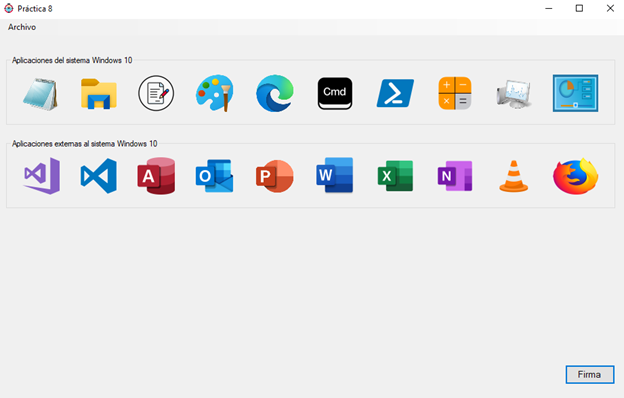 Práctica 8
Archivo
Aplicaciones del sistema Windows 10
Cmd
Aplicaciones externas al sistema Windows 10
A
O
P
W
X
N
Firma